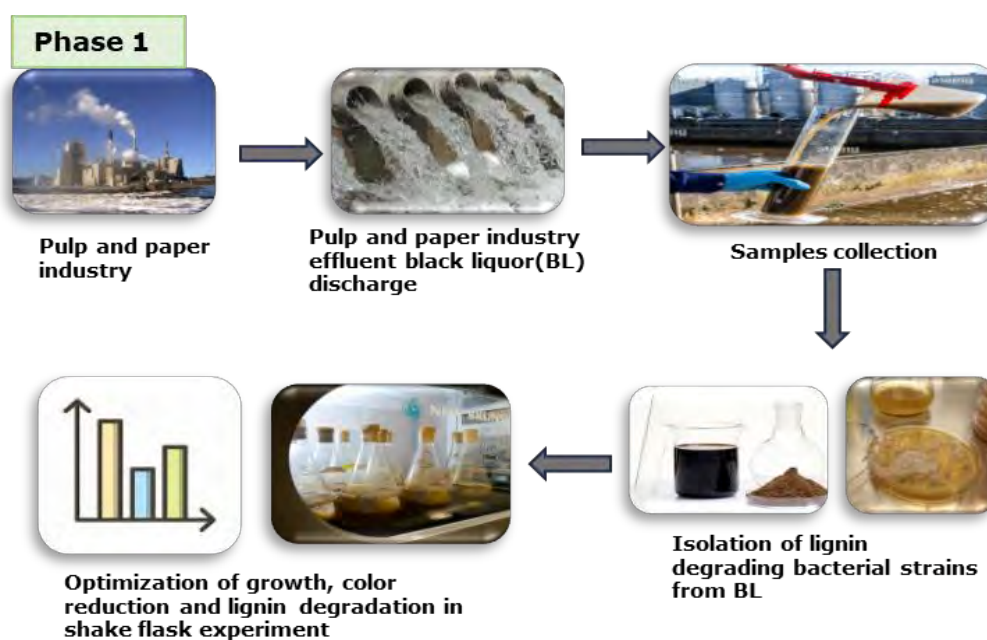 Phase 1
Pulp and paper
industry
Pulp and paper industry
effluent black liquor(BL)
discharge
Samples collection
Isolation of lignin
degrading bacterial strains
from BL
Optimization of growth, color
reduction and lignin degradation in
shake flask experiment